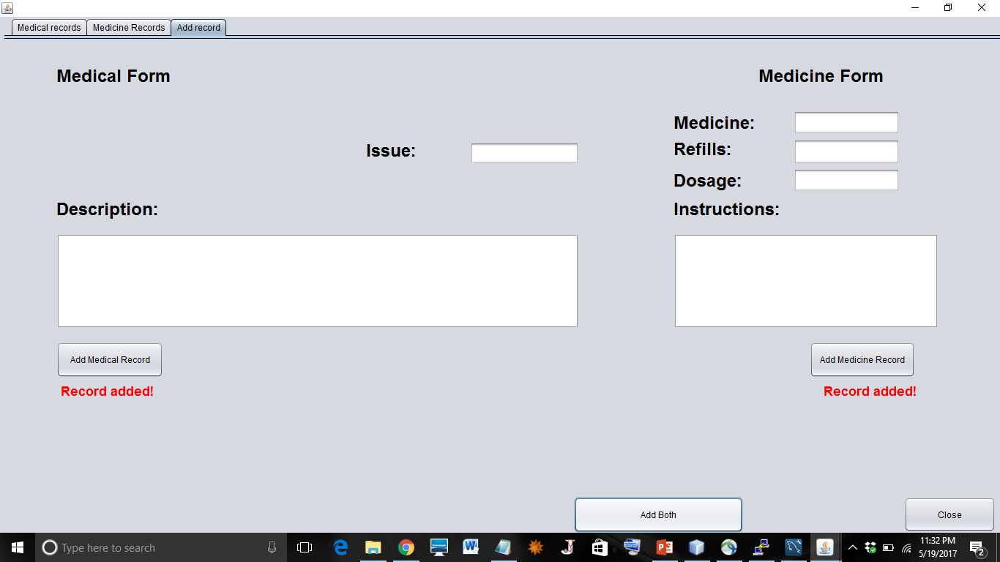 Medical records Medicine Records Add record
Medical Form
Medicine Form
Medicine:
Issue:
Refills:
Dosage:
Description:
Instructions:
Add Medical Record
Add Medicine Record
Record added!
Record added!
Add Both
Close
Type here to search
11:32 PM
5/19/2017
2